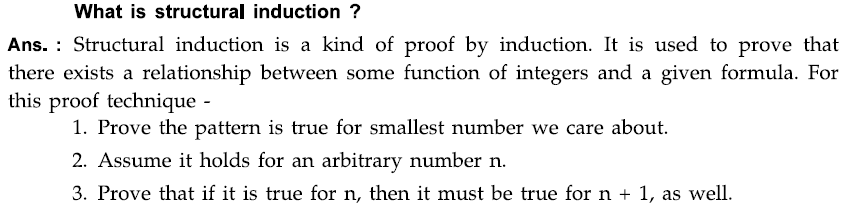 What is structural induction ?
Ans. : Structural induction is a kind of proof by induction. It is used to prove that
there exists a relationship between some function of integers and a given formula. For
this proof technique -
1. Prove the pattern is true for smallest number we care about.
2. Assume it holds for an arbitrary number n.
3. Prove that if it is true for n, then it must be true for n + 1, as well.